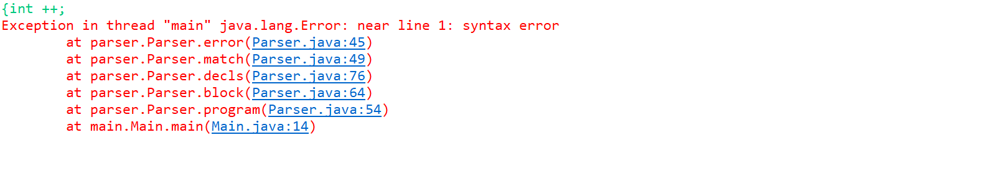 {int ++;
Exception in thread "main" java.lang.Error: near line 1: syntax error
        at parser.Parser.error(Parser.java:45)
        at parser.Parser.match(Parser.java:49)
        at parser.Parser.decls(Parser.java:76)
        at parser.Parser.block(Parser.java:64)
        at parser.Parser.program(Parser.java:54)
        at main.Main.main(Main.java:14)